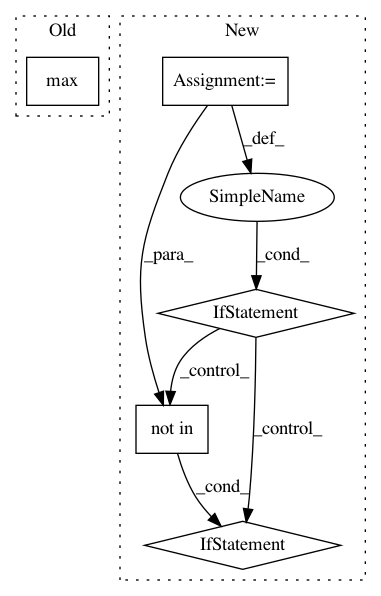 Old
New
max
Assignment:=
_def_
SimpleName
_para_
_cond_
IfStatement
_control_
not in
_control_
_cond_
IfStatement